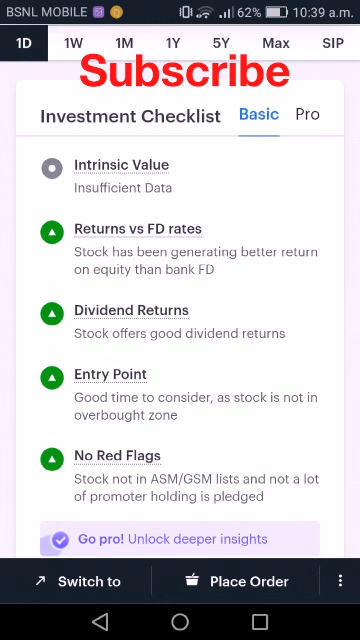 BSNL MOBILE 62% 10:39 a.m.
1D 1W 1M 1Y 5Y Max SIP
Subscribe
Investment Checklist Basic Pro
Intrinsic Value
Insufficient Data
Returns vs FD rates
Stock has been generating better return
on equity than bank FD
Dividend Returns
Stock offers good dividend returns
Entry Point
Good time to consider, as stock is not in
overbought zone
No Red Flags
Stock not in ASM/GSM lists and not a lot
of promoter holding is pledged
Go pro! Unlock deeper insights
Switch to Place Order